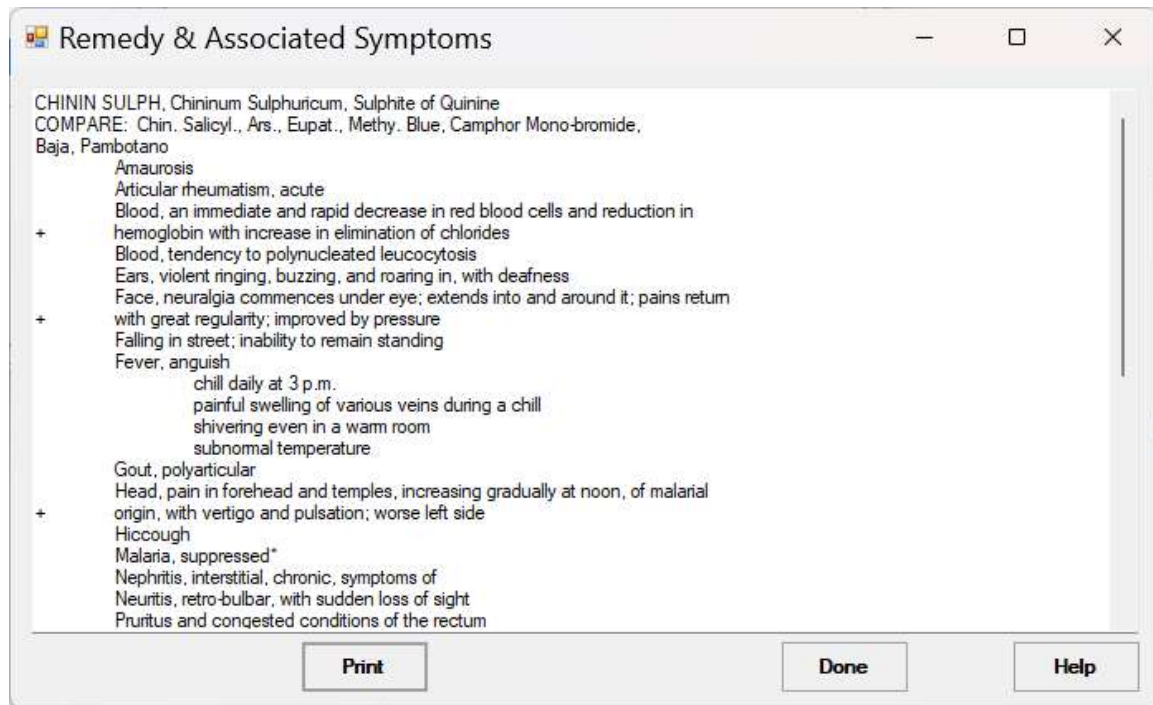 Remedy & Associated Symptoms
CHININ SULPH, Chininum Sulphuricum, Sulphite of Quinine
COMPARE: Chin. Salicyl., Ars., Eupat., Methy. Blue, Camphor Mono-bromide,
Baja, Pambotano
Amaurosis
Articular rheumatism, acute
Blood, an immediate and rapid decrease in red blood cells and reduction in
+ hemoglobin with increase in elimination of chlorides
Blood, tendency to polynucleated leucocytosis
Ears, violent ringing, buzzing, and roaring in, with deafness
Face, neuralgia commences under eye; extends into and around it; pains return
+ with great regularity; improved by pressure
Falling in street; inability to remain standing
Fever, anguish
chill daily at 3 p.m.
painful swelling of various veins during a chill
shivering even in a warm room
subnormal temperature
Gout, polyarticular
Head, pain in forehead and temples, increasing gradually at noon, of malarial
+ origin, with vertigo and pulsation; worse left side
Hiccough
Malaria, suppressed*
Nephritis, interstitial, chronic, symptoms of
Neuritis, retro-bulbar, with sudden loss of sight
Pruritus and congested conditions of the rectum
Print Done Help